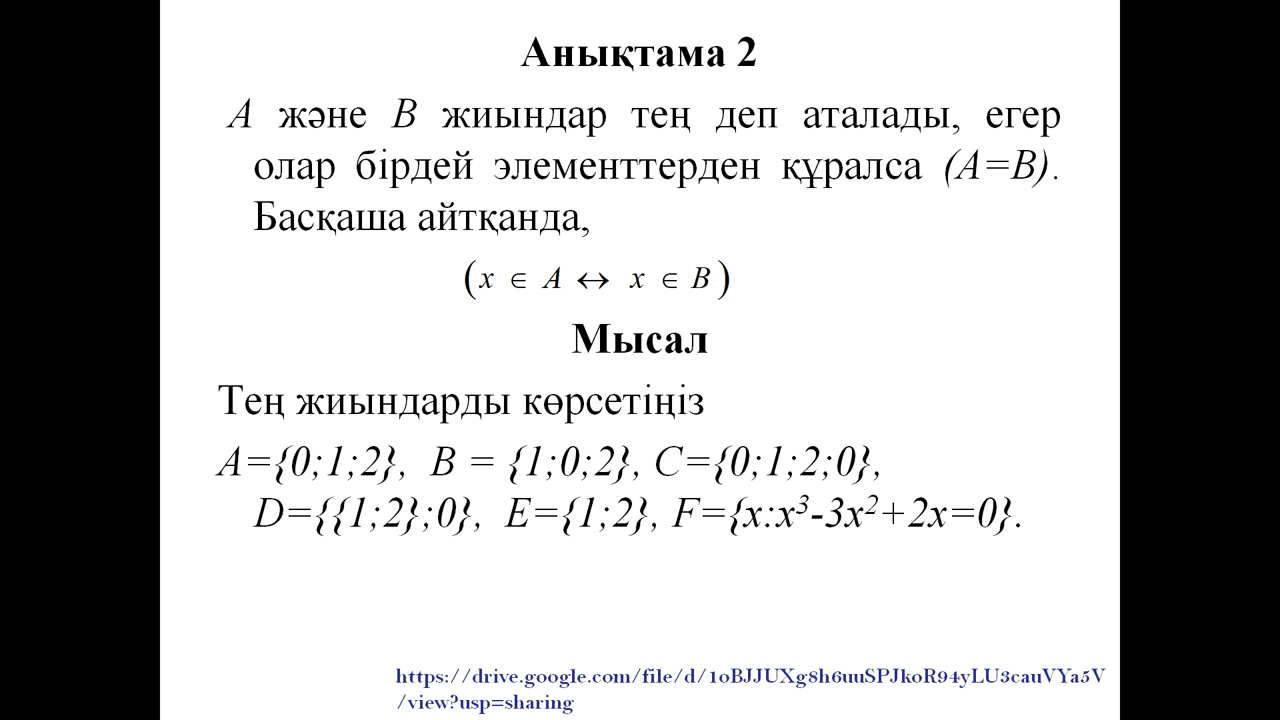 Анықтама 2
A және B жиындар тең деп аталады, егер
олар бірдей элементтерден құралса (A=B).
Басқаша айтқанда,
(x ∈ A ↔ x ∈ B)
Мысал
Тең жиындарды көрсетіңіз
A={0;1;2}, B = {1;0;2}, C={0;1;2;0},
D={{1;2};0}, E={1;2}, F={x:x³-3x²+2x=0}.
https://drive.google.com/file/d/1oBJJUXg8h6uuSPJkoR94yLU3cauVYa5V
/view?usp=sharing